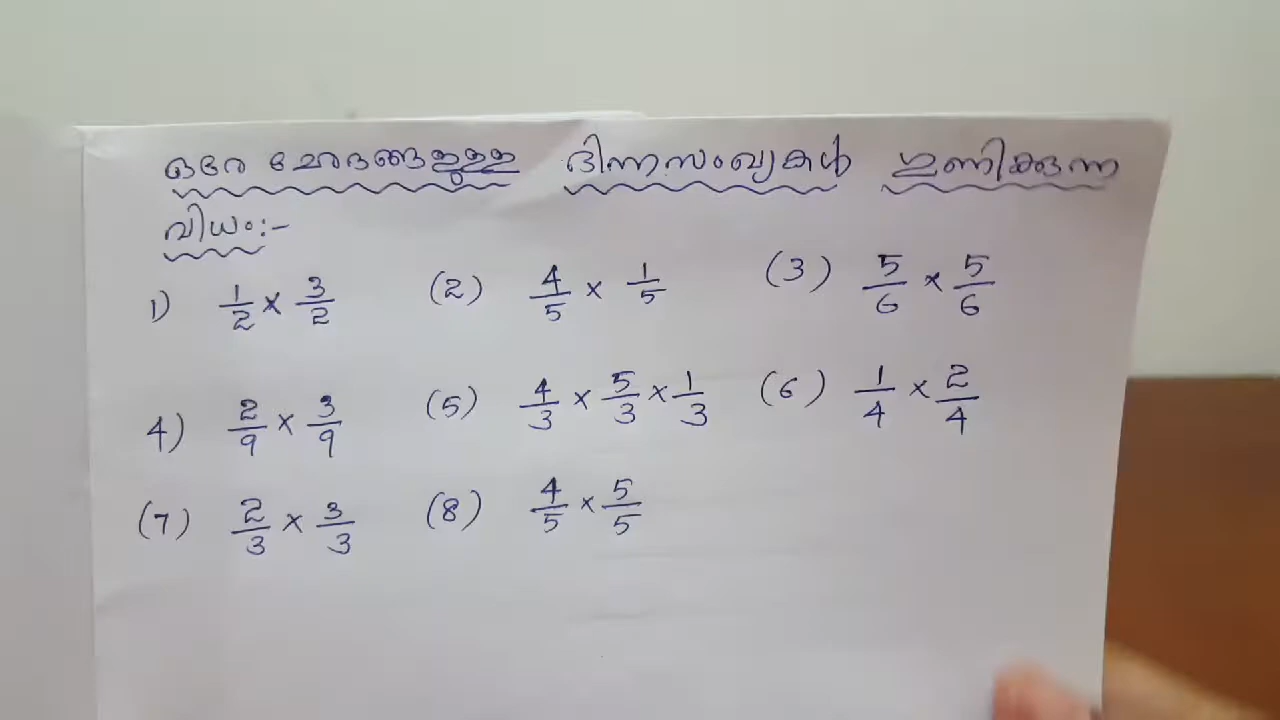 ഒരേ ഛേദങ്ങളുള്ള ഭിന്നസംഖ്യകൾ ഗുണിക്കുന്ന
വിധം:-
1) 1/2 × 3/2 (2) 4/5 × 1/5 (3) 5/6 × 5/6
4) 2/9 × 3/9 (5) 4/3 × 5/3 × 1/3 (6) 1/4 × 2/4
(7) 2/3 × 3/3 (8) 4/5 × 5/5